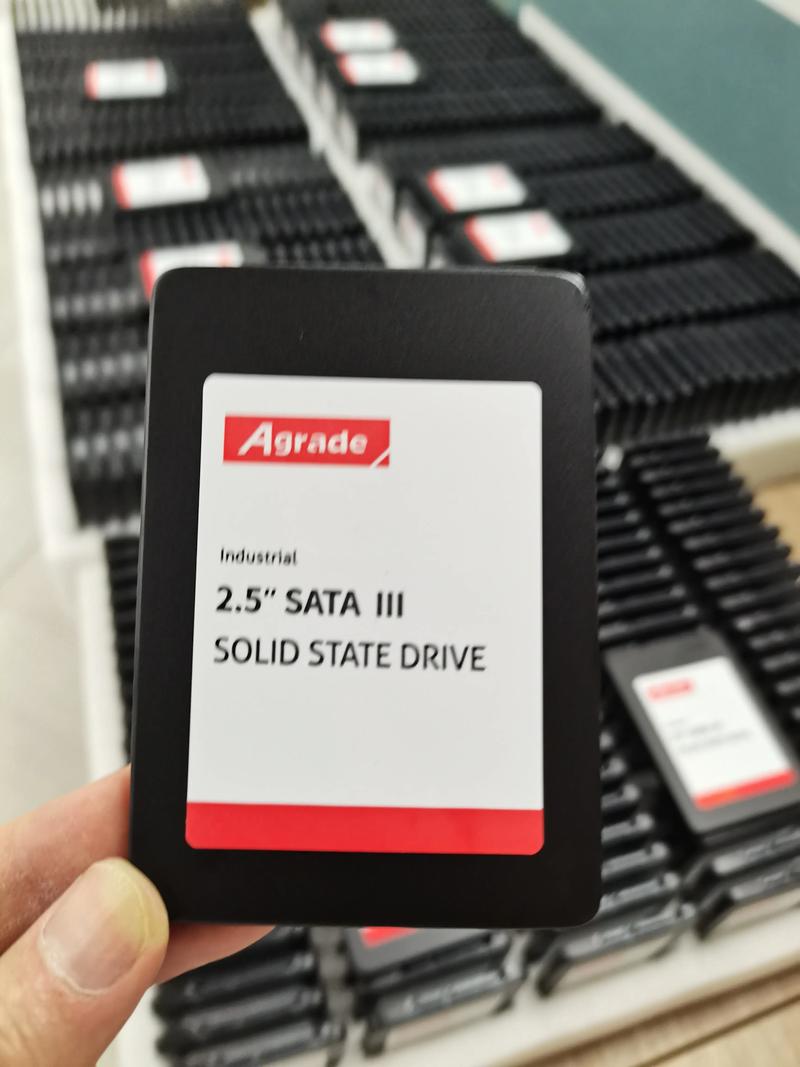 Agrade
Industrial
2.5" SATA III
SOLID STATE DRIVE